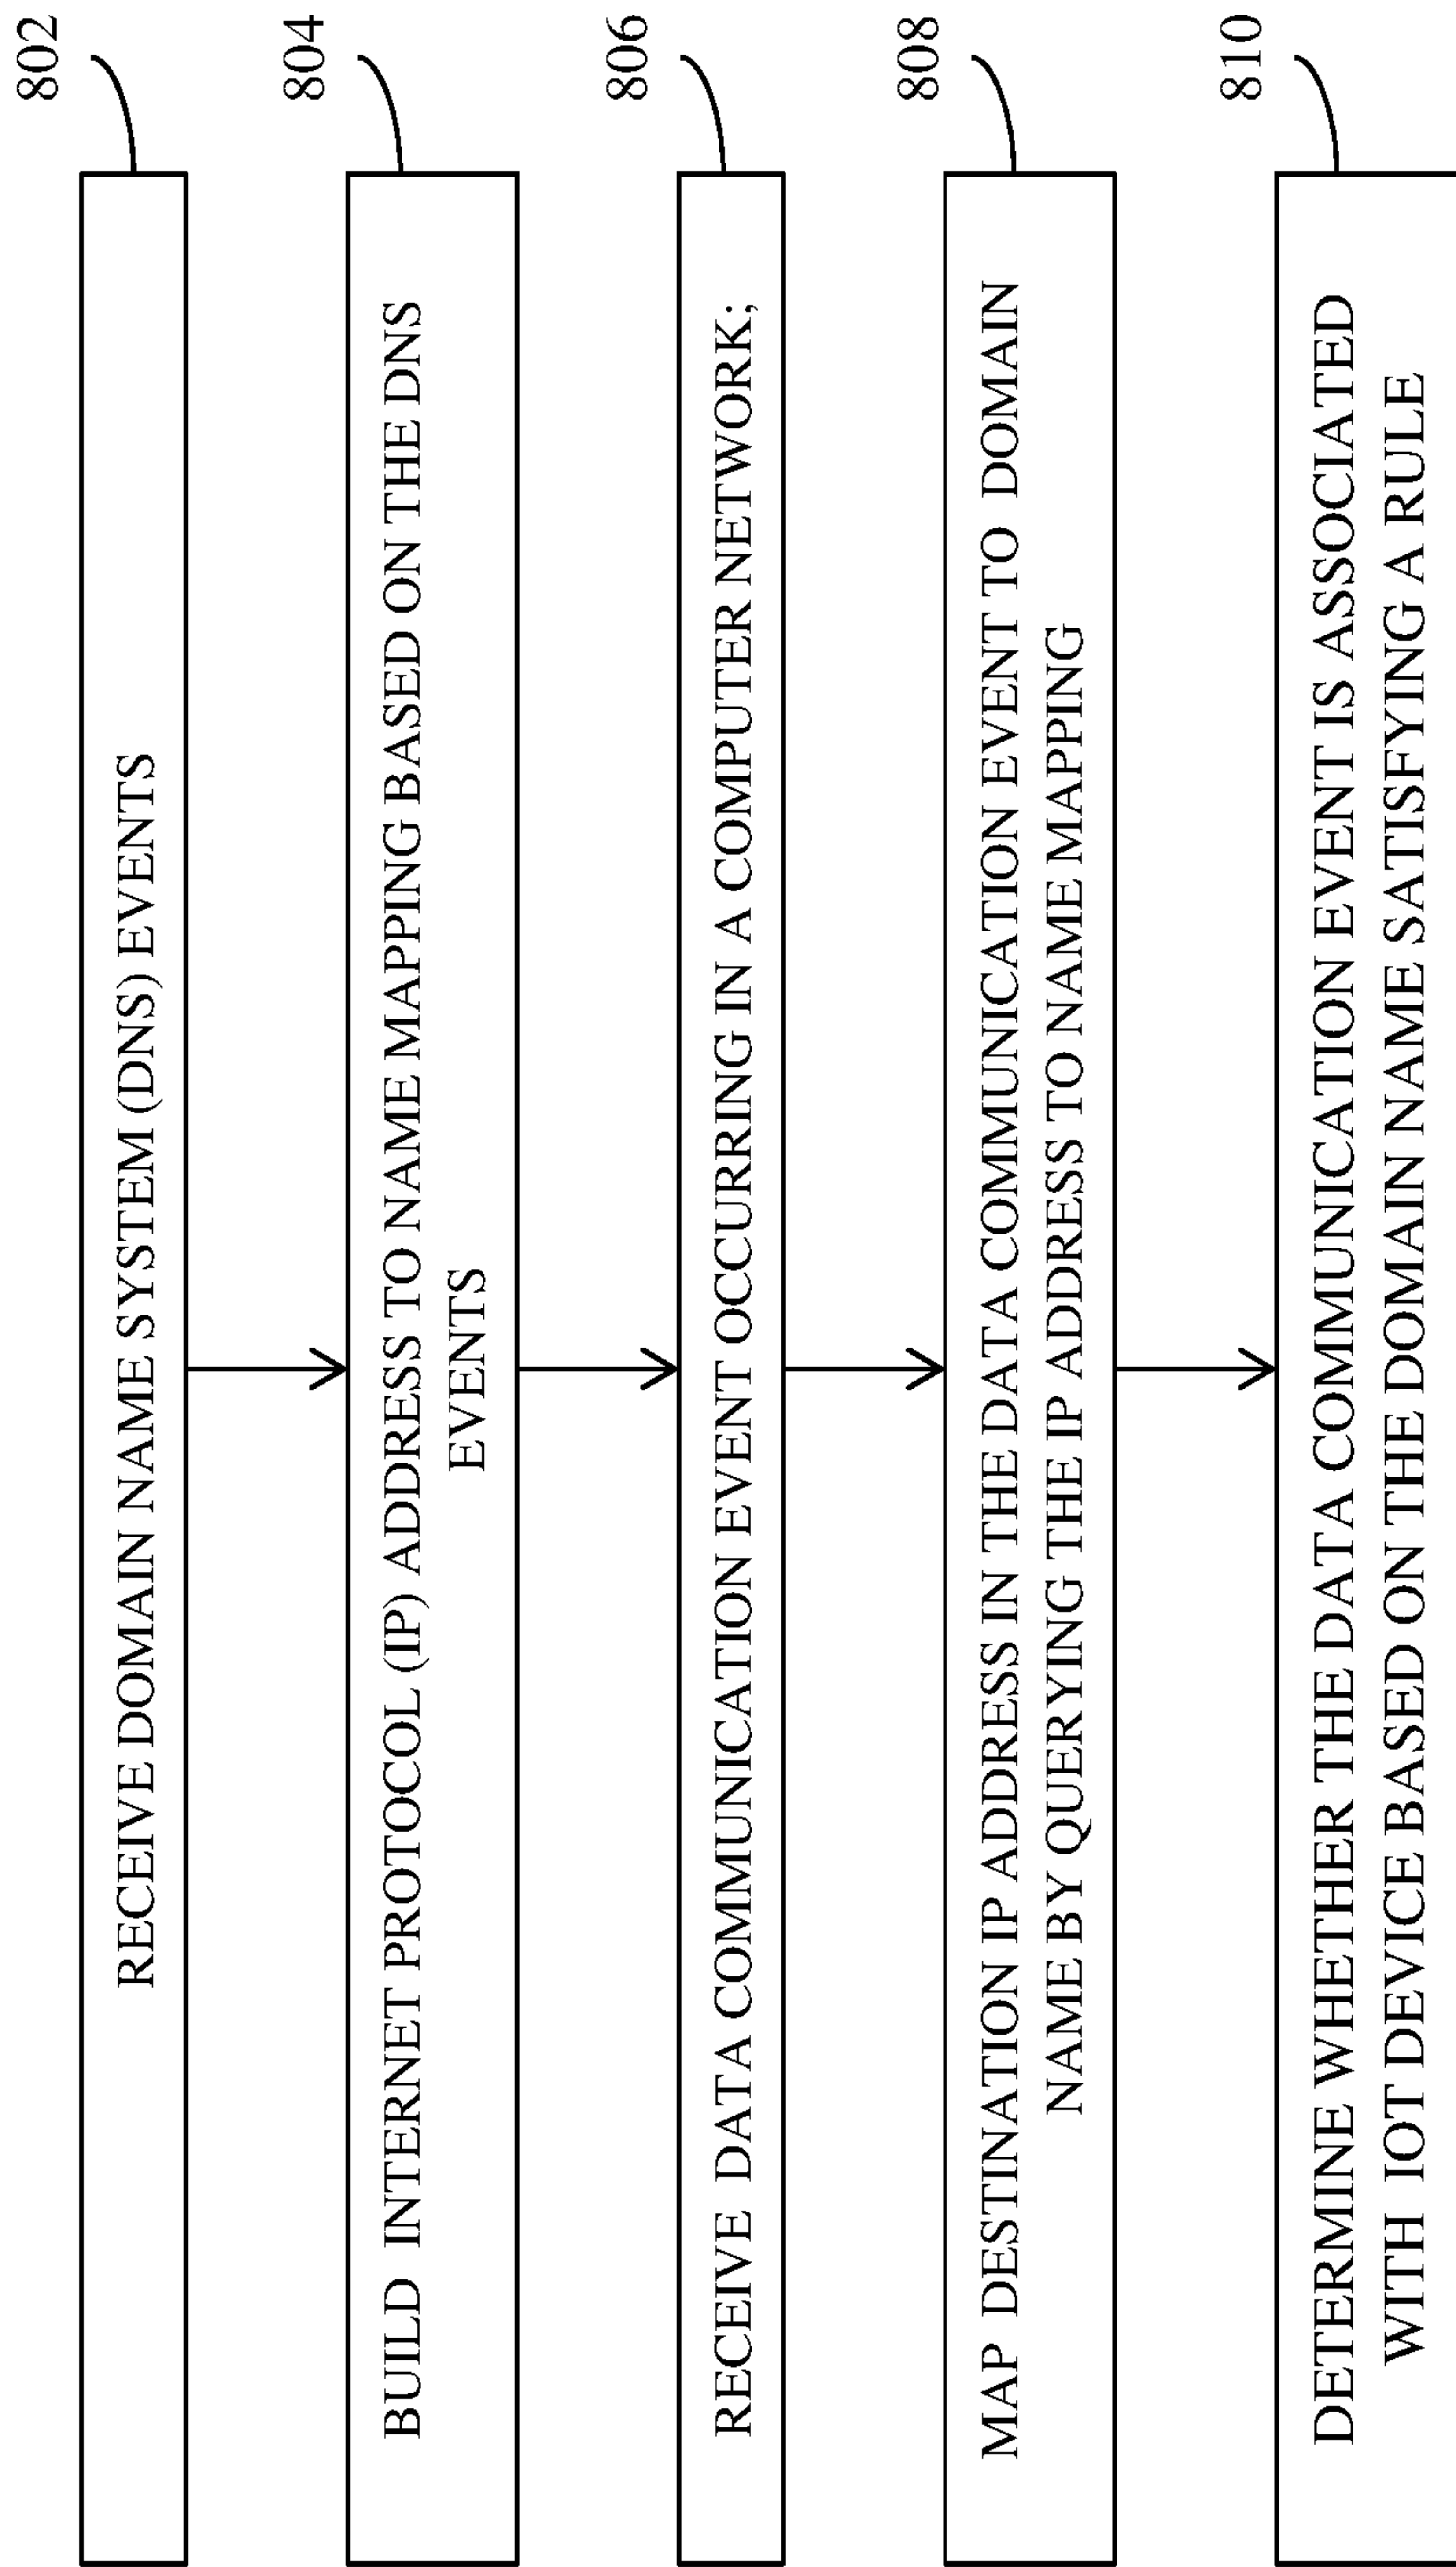 802
RECEIVE DOMAIN NAME SYSTEM (DNS) EVENTS
804
BUILD INTERNET PROTOCOL (IP) ADDRESS TO NAME MAPPING BASED ON THE DNS
EVENTS
806
RECEIVE DATA COMMUNICATION EVENT OCCURRING IN A COMPUTER NETWORK;
808
MAP DESTINATION IP ADDRESS IN THE DATA COMMUNICATION EVENT TO DOMAIN
NAME BY QUERYING THE IP ADDRESS TO NAME MAPPING
810
DETERMINE WHETHER THE DATA COMMUNICATION EVENT IS ASSOCIATED
WITH IOT DEVICE BASED ON THE DOMAIN NAME SATISFYING A RULE